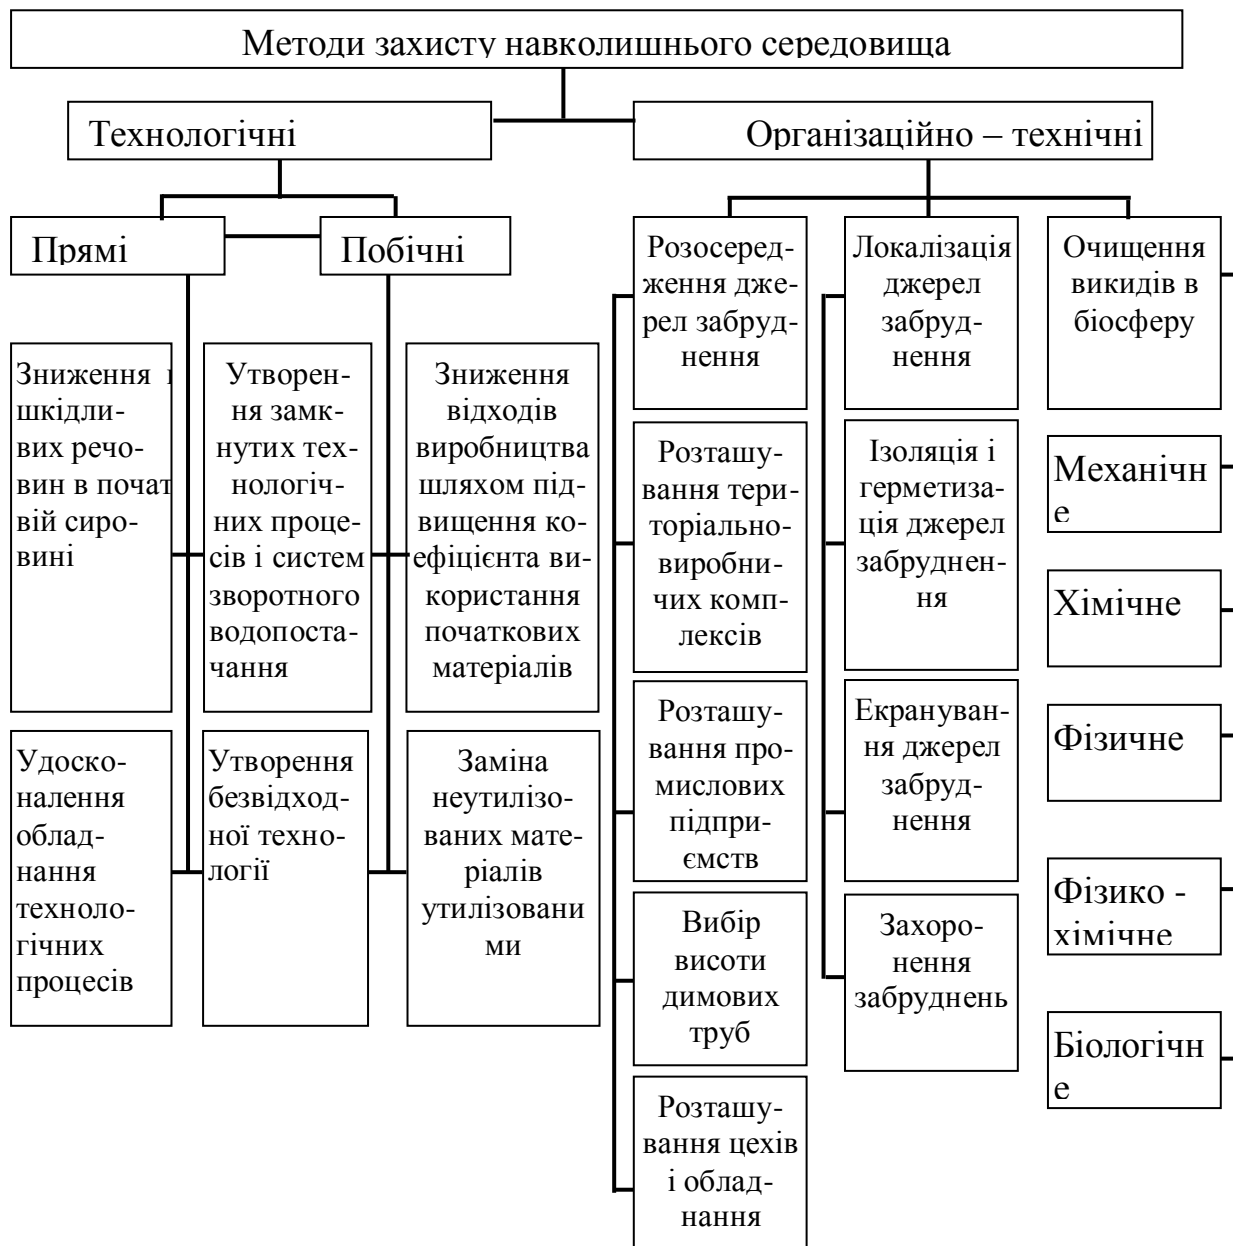 Методи захисту навколишнього середовища
Технологічні
Організаційно – технічні
Прямі
Побічні
Розосеред-
ження дже-
рел забруд-
нення
Локалізація
джерел
забруд-
нення
Очищення
викидів в
біосферу
Зниження
шкідли-
вих речо-
вин в почат
вій сиро-
вині
Утворен-
ня замк-
нутих тех-
нологіч-
них проце-
сів і систем
зворотного
водопоста-
чання
Зниження
відходів
виробництва
шляхом під-
вищення ко-
ефіцієнта ви-
користання
початкових
матеріалів
Удоско-
налення
облад-
нання
техноло-
гічних
процесів
Утворення
безвідход-
ної техно-
логії
Заміна
неутилізо-
ваних мате-
ріалів
утилізовани
ми
Розташу-
вання тери-
торіально-
виробни-
чих комп-
лексів
Розташу-
вання про-
мислових
підпри-
ємств
Вибір
висоти
димових
труб
Розташу-
вання цехів
і облад-
нання
Ізоляція і
герметиза-
ція джерел
забруднен-
ня
Екрануван-
ня джерел
забруд-
нення
Захоро-
нення
забруднень
Механічн
е
Хімічне
Фізичне
Фізико -
хімічне
Біологічн
е